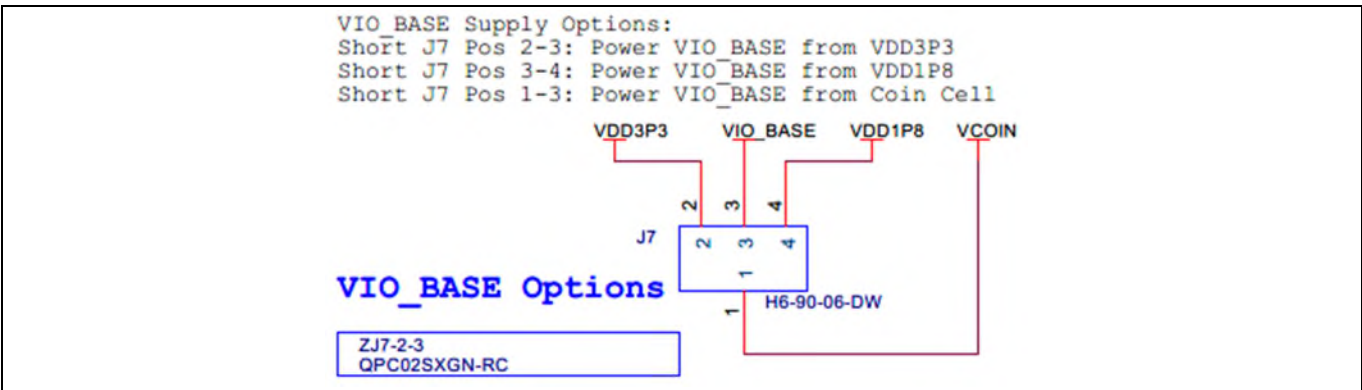 VIO_BASE Supply Options:
Short J7 Pos 2-3: Power VIO_BASE from VDD3P3
Short J7 Pos 3-4: Power VIO_BASE from VDD1P8
Short J7 Pos 1-3: Power VIO_BASE from Coin Cell
VDD3P3 VIO_BASE VDD1P8 VCOIN
2 3 4
J7
2 3 4
1
VIO_BASE Options
H6-90-06-DW
1
ZJ7-2-3
QPC02SXGN-RC